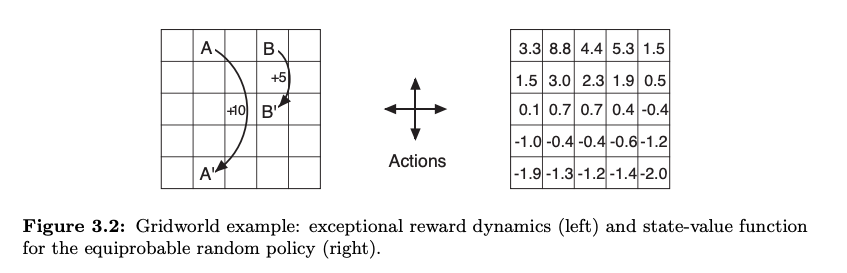 A B
+5
+10 B'
A'
Actions
3.3 8.8 4.4 5.3 1.5
1.5 3.0 2.3 1.9 0.5
0.1 0.7 0.7 0.4 -0.4
-1.0 -0.4 -0.4 -0.6 -1.2
-1.9 -1.3 -1.2 -1.4 -2.0
Figure 3.2: Gridworld example: exceptional reward dynamics (left) and state-value function
for the equiprobable random policy (right).